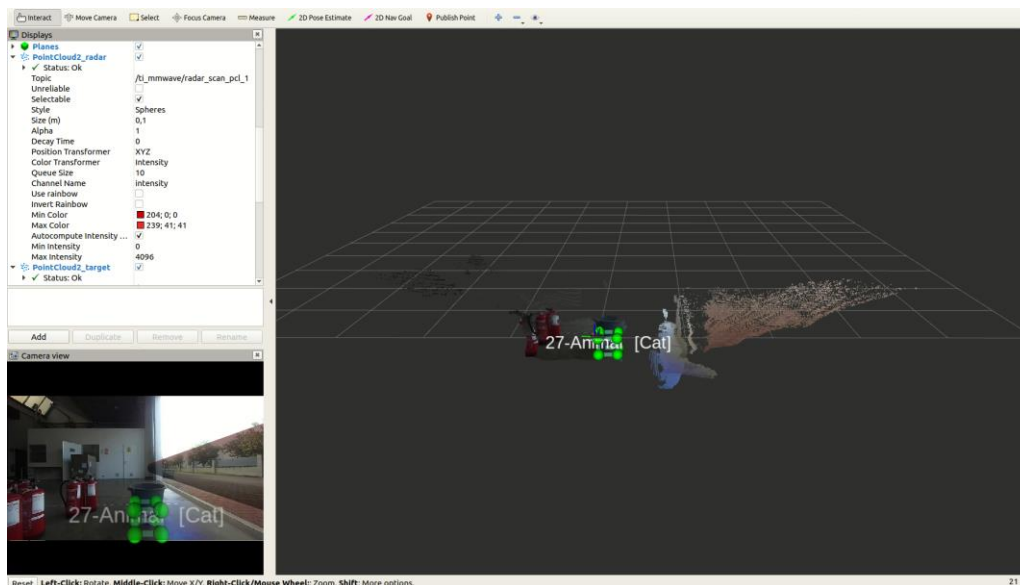 Interact Move Camera Select Focus Camera Measure 2D Pose Estimate 2D Nav Goal Publish Point
Displays
Planes
PointCloud2_radar
Status: Ok
Topic /ti_mmwave/radar_scan_pcl_1
Unreliable
Selectable
Style Spheres
Size (m) 0,1
Alpha 1
Decay Time 0
Position Transformer XYZ
Color Transformer Intensity
Queue Size 10
Channel Name intensity
Use rainbow
Invert Rainbow
Min Color 204; 0; 0
Max Color 239; 41; 41
Autocompute Intensity ...
Min Intensity 0
Max Intensity 4096
PointCloud2_target
Status: Ok
Add Duplicate Remove Rename
Camera view
27-Animal [Cat]
27-Animal [Cat]
Reset Left-Click: Rotate. Middle-Click: Move X/Y. Right-Click/Mouse Wheel:: Zoom. Shift: More options. 21